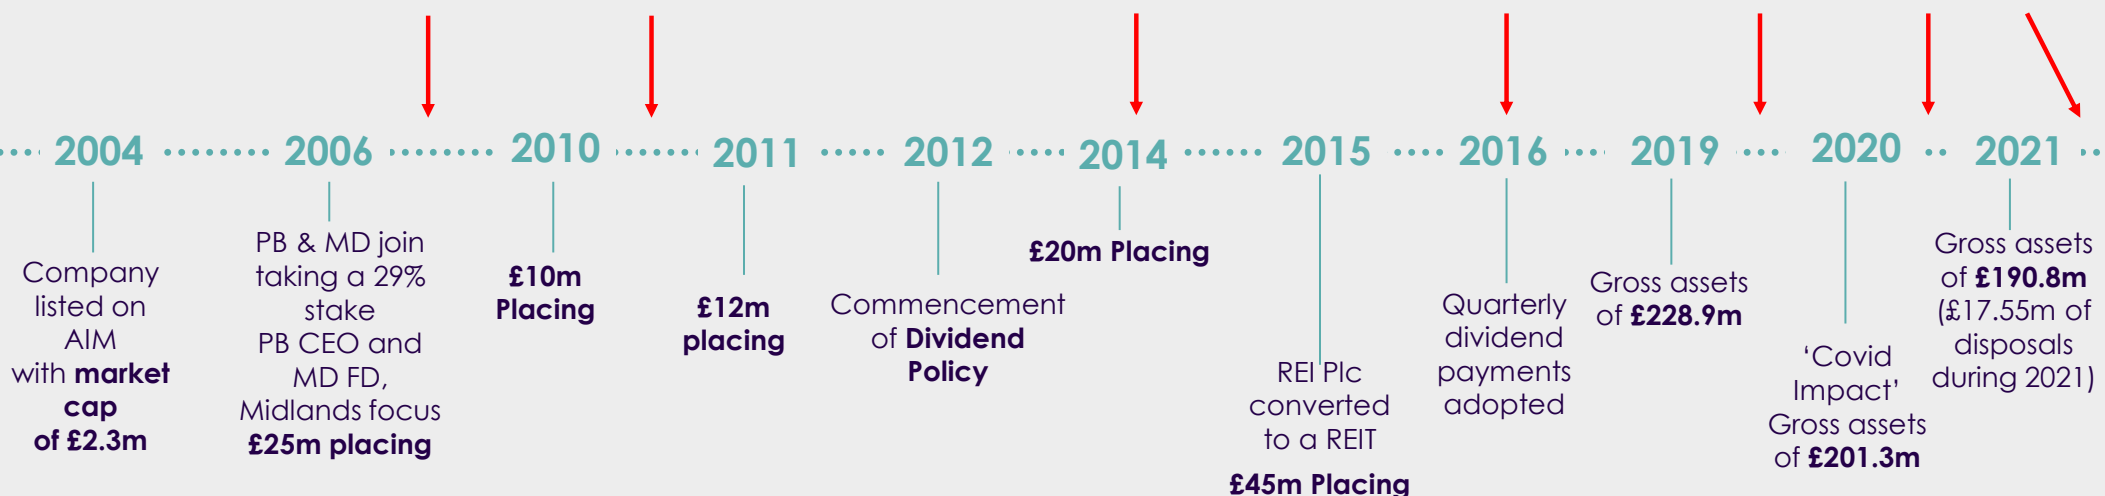 2004
2006
2010
2011
2012
2014
2015
2016
2019
2020
2021
Company
listed on
AIM
with market
cap
of £2.3m
PB & MD join
taking a 29%
stake
PB CEO and
MD FD,
Midlands focus
£25m placing
£10m
Placing
£12m
placing
Commencement
of Dividend
Policy
£20m Placing
REI Plc
converted
to a REIT
£45m Placing
Quarterly
dividend
payments
adopted
Gross assets
of £228.9m
‘Covid
Impact’
Gross assets
of £201.3m
Gross assets
of £190.8m
(£17.55m of
disposals
during 2021)